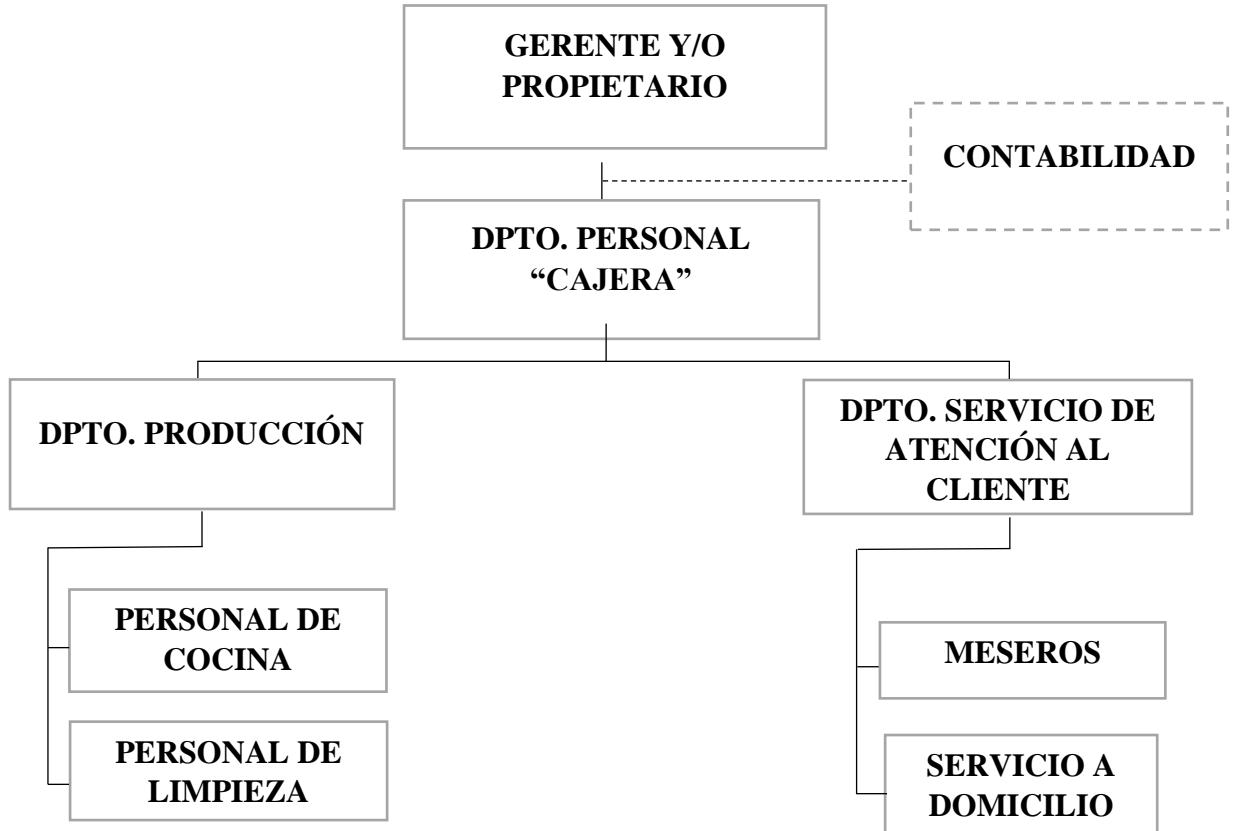 GERENTE Y/O
PROPIETARIO
CONTABILIDAD
DPTO. PERSONAL
“CAJERA”
DPTO. PRODUCCIÓN
DPTO. SERVICIO DE
ATENCIÓN AL
CLIENTE
PERSONAL DE
COCINA
PERSONAL DE
LIMPIEZA
MESEROS
SERVICIO A
DOMICILIO